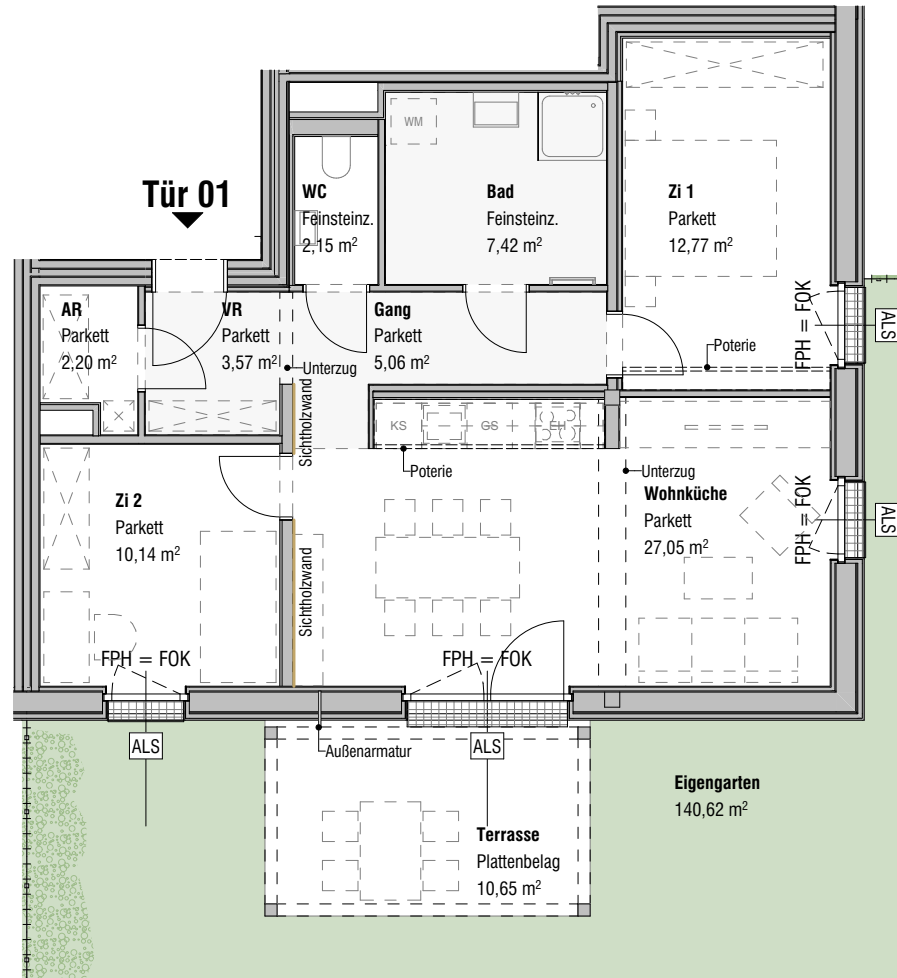 WM
WC
Feinsteinz.
2,15 m²
Bad
Feinsteinz.
7,42 m²
Zi 1
Parkett
12,77 m²
Tür 01
AR
Parkett
2,20 m²
VR
Parkett
3,57 m²
Gang
Parkett
5,06 m²
FPH = FOK
ALS
Unterzug
Poterie
Sichtholzwand
KS
GS
EH
Poterie
Unterzug
Wohnküche
Parkett
27,05 m²
FPH = FOK
ALS
Zi 2
Parkett
10,14 m²
Sichtholzwand
FPH = FOK
FPH = FOK
ALS
ALS
Außenarmatur
Eigengarten
140,62 m²
Terrasse
Plattenbelag
10,65 m²